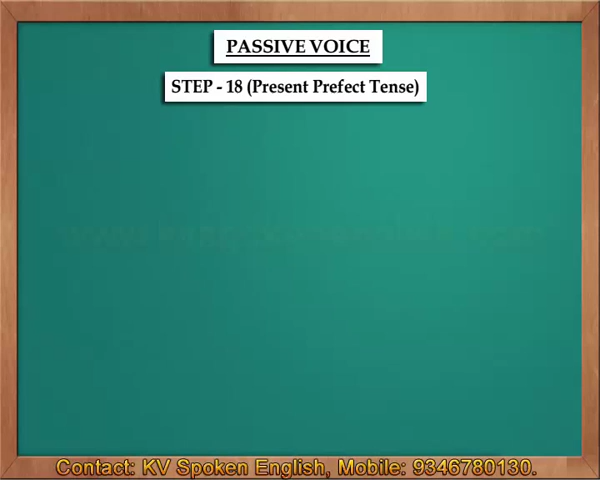 PASSIVE VOICE
STEP - 18 (Present Prefect Tense)
Contact: KV Spoken English, Mobile: 9346780130.